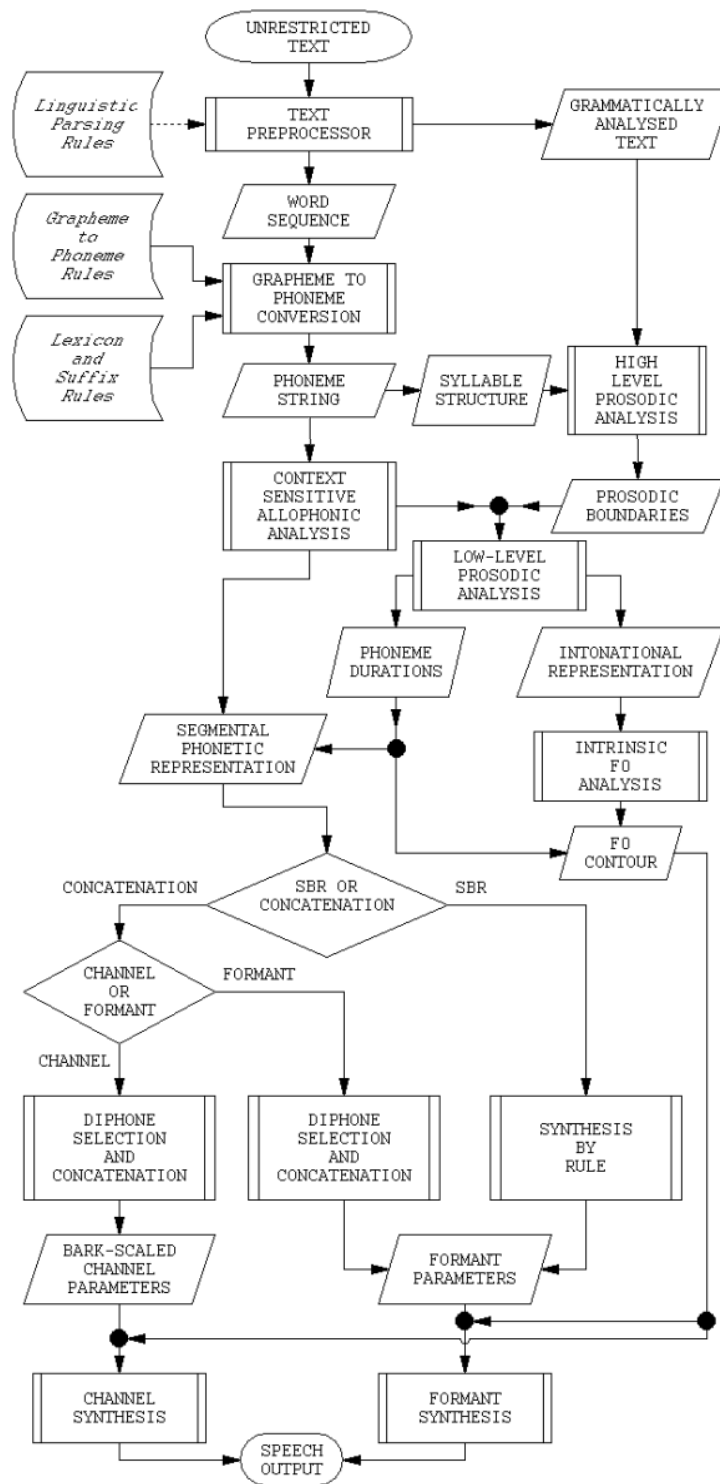 UNRESTRICTED
TEXT
Linguistic
Parsing
Rules
TEXT
PREPROCESSOR
GRAMMATICALLY
ANALYSED
TEXT
WORD
SEQUENCE
Grapheme
to
Phoneme
Rules
GRAPHEME TO
PHONEME
CONVERSION
Lexicon
and
Suffix
Rules
PHONEME
STRING
SYLLABLE
STRUCTURE
HIGH
LEVEL
PROSODIC
ANALYSIS
CONTEXT
SENSITIVE
ALLOPHONIC
ANALYSIS
PROSODIC
BOUNDARIES
LOW-LEVEL
PROSODIC
ANALYSIS
PHONEME
DURATIONS
INTONATIONAL
REPRESENTATION
SEGMENTAL
PHONETIC
REPRESENTATION
INTRINSIC
F0
ANALYSIS
F0
CONTOUR
CONCATENATION
SBR OR
CONCATENATION
SBR
CHANNEL
OR
FORMANT
FORMANT
CHANNEL
DIPHONE
SELECTION
AND
CONCATENATION
DIPHONE
SELECTION
AND
CONCATENATION
SYNTHESIS
BY
RULE
BARK-SCALED
CHANNEL
PARAMETERS
FORMANT
PARAMETERS
CHANNEL
SYNTHESIS
FORMANT
SYNTHESIS
SPEECH
OUTPUT